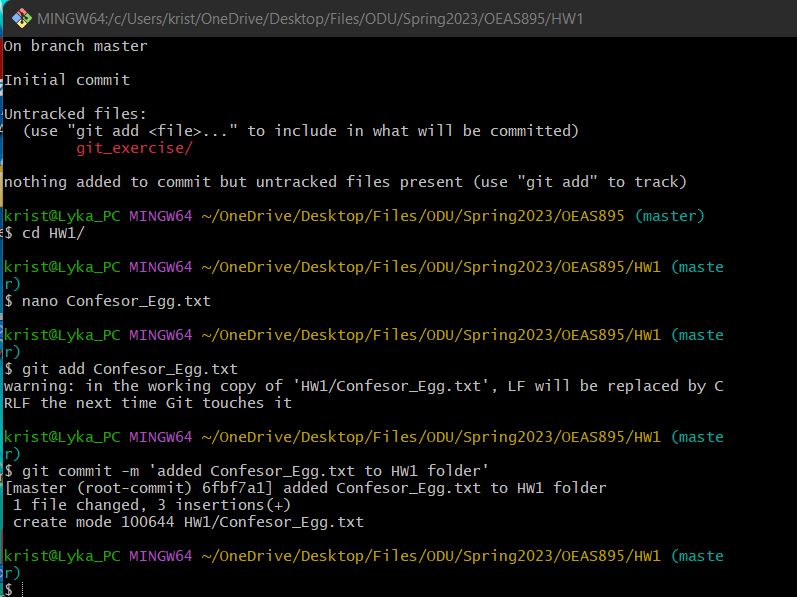 MINGW64:/c/Users/krist/OneDrive/Desktop/Files/ODU/Spring2023/OEAS895/HW1
On branch master
Initial commit
Untracked files:
  (use "git add <file>..." to include in what will be committed)
        git_exercise/
nothing added to commit but untracked files present (use "git add" to track)
krist@Lyka_PC MINGW64 ~/OneDrive/Desktop/Files/ODU/Spring2023/OEAS895 (master)
$ cd HW1/
krist@Lyka_PC MINGW64 ~/OneDrive/Desktop/Files/ODU/Spring2023/OEAS895/HW1 (maste
r)
$ nano Confesor_Egg.txt
krist@Lyka_PC MINGW64 ~/OneDrive/Desktop/Files/ODU/Spring2023/OEAS895/HW1 (maste
r)
$ git add Confesor_Egg.txt
warning: in the working copy of 'HW1/Confesor_Egg.txt', LF will be replaced by C
RLF the next time Git touches it
krist@Lyka_PC MINGW64 ~/OneDrive/Desktop/Files/ODU/Spring2023/OEAS895/HW1 (maste
r)
$ git commit -m 'added Confesor_Egg.txt to HW1 folder'
[master (root-commit) 6fbf7a1] added Confesor_Egg.txt to HW1 folder
 1 file changed, 3 insertions(+)
 create mode 100644 HW1/Confesor_Egg.txt
krist@Lyka_PC MINGW64 ~/OneDrive/Desktop/Files/ODU/Spring2023/OEAS895/HW1 (maste
r)
$